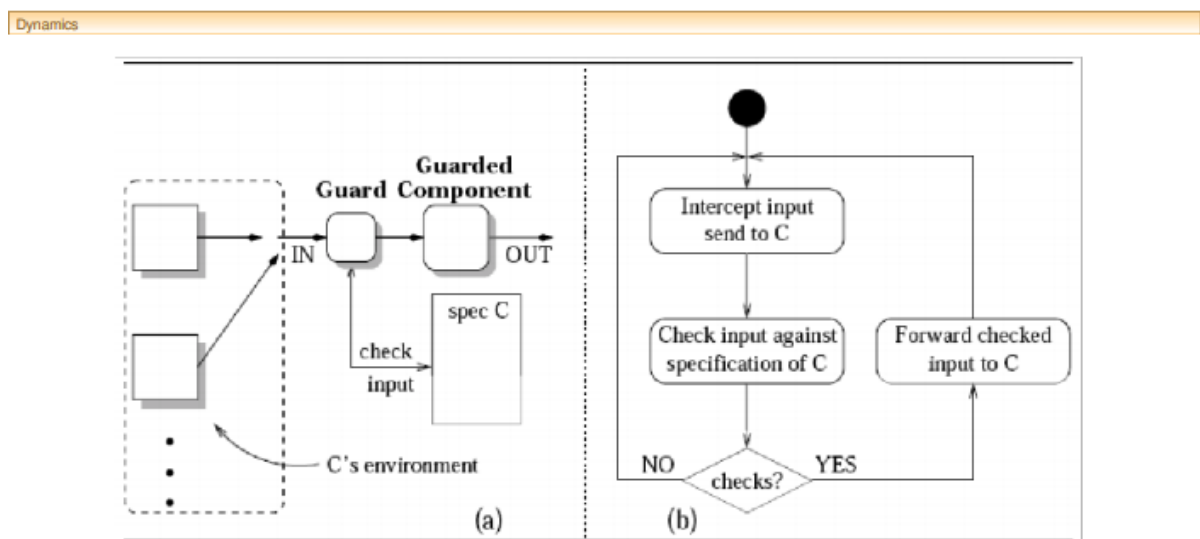 Dynamics
Guarded
Guard Component
IN
OUT
spec C
check
input
C's environment
(a)
Intercept input
send to C
Check input against
specification of C
Forward checked
input to C
NO
YES
checks?
(b)